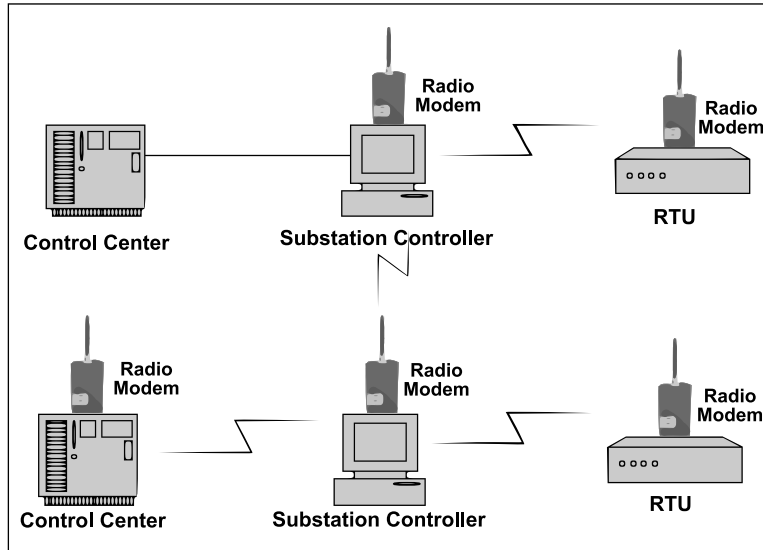 Radio
Modem
Radio
Modem
Control Center
Substation Controller
RTU
Radio
Modem
Radio
Modem
Radio
Modem
Control Center
Substation Controller
RTU